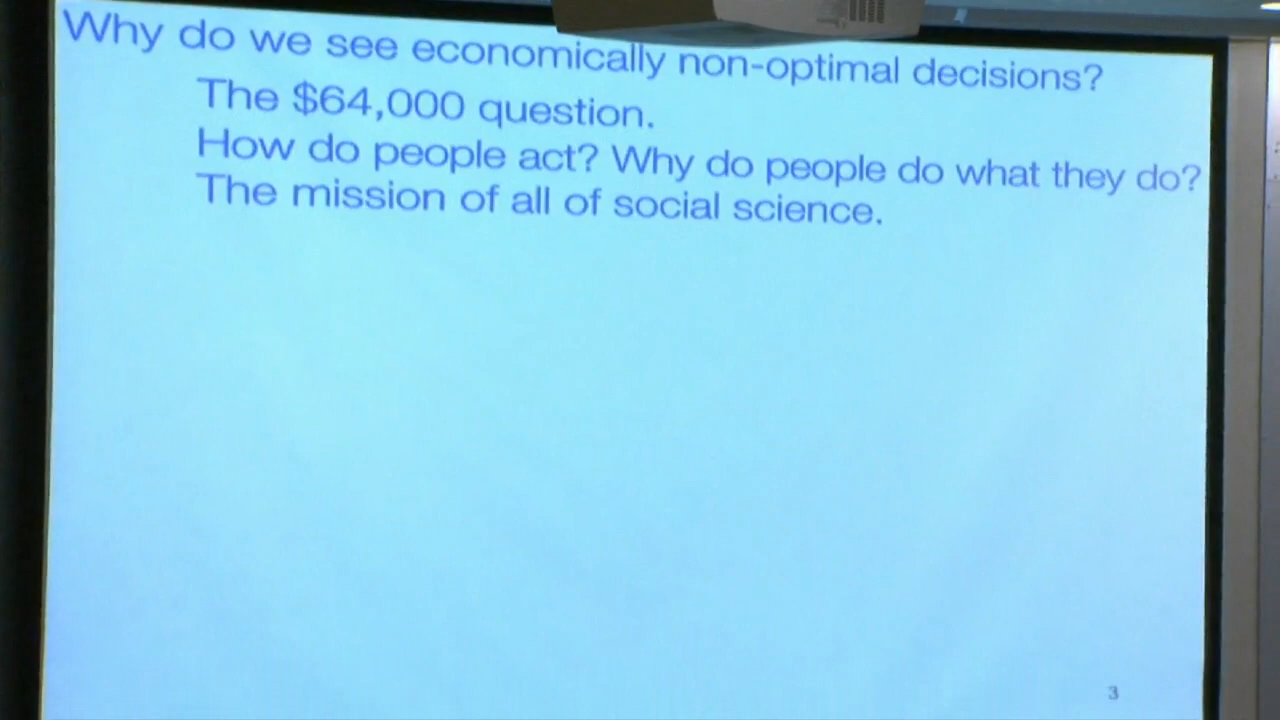 Why do we see economically non-optimal decisions?
The $64,000 question.
How do people act? Why do people do what they do?
The mission of all of social science.
3